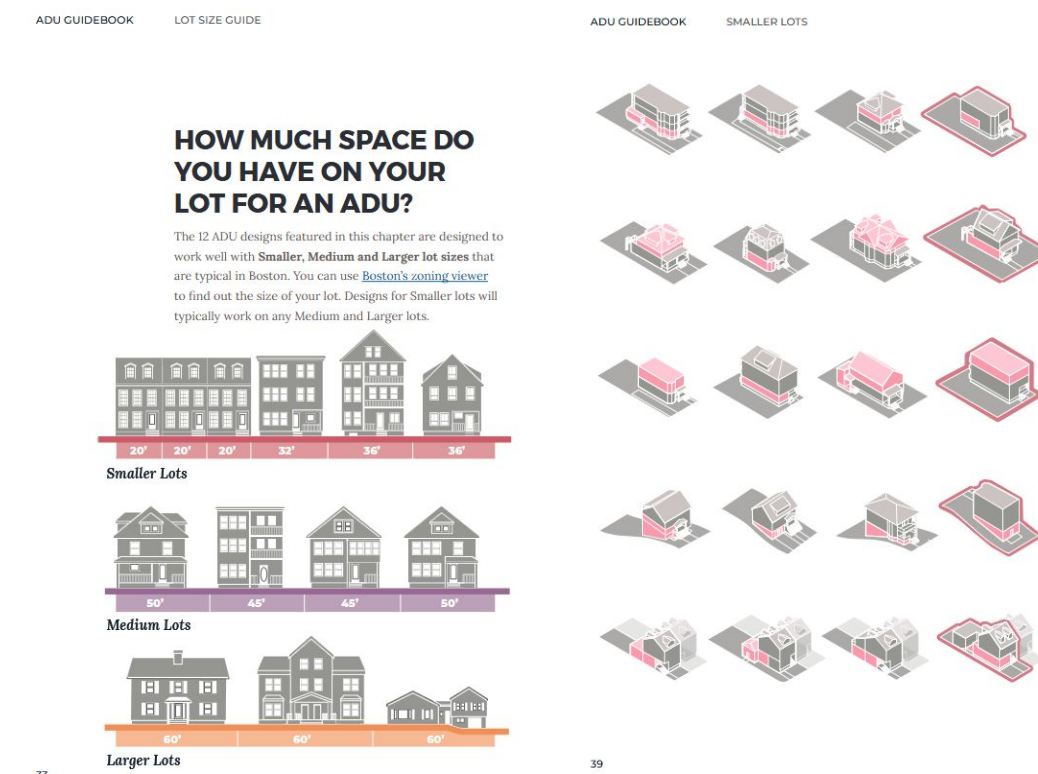 ADU GUIDEBOOK LOT SIZE GUIDE
HOW MUCH SPACE DO
YOU HAVE ON YOUR
LOT FOR AN ADU?
The 12 ADU designs featured in this chapter are designed to
work well with Smaller, Medium and Larger lot sizes that
are typical in Boston. You can use Boston's zoning viewer
to find out the size of your lot. Designs for Smaller lots will
typically work on any Medium and Larger lots.
20' 20' 20' 32' 36' 36'
Smaller Lots
50' 45' 45' 50'
Medium Lots
60' 60' 60'
Larger Lots
ADU GUIDEBOOK SMALLER LOTS
39